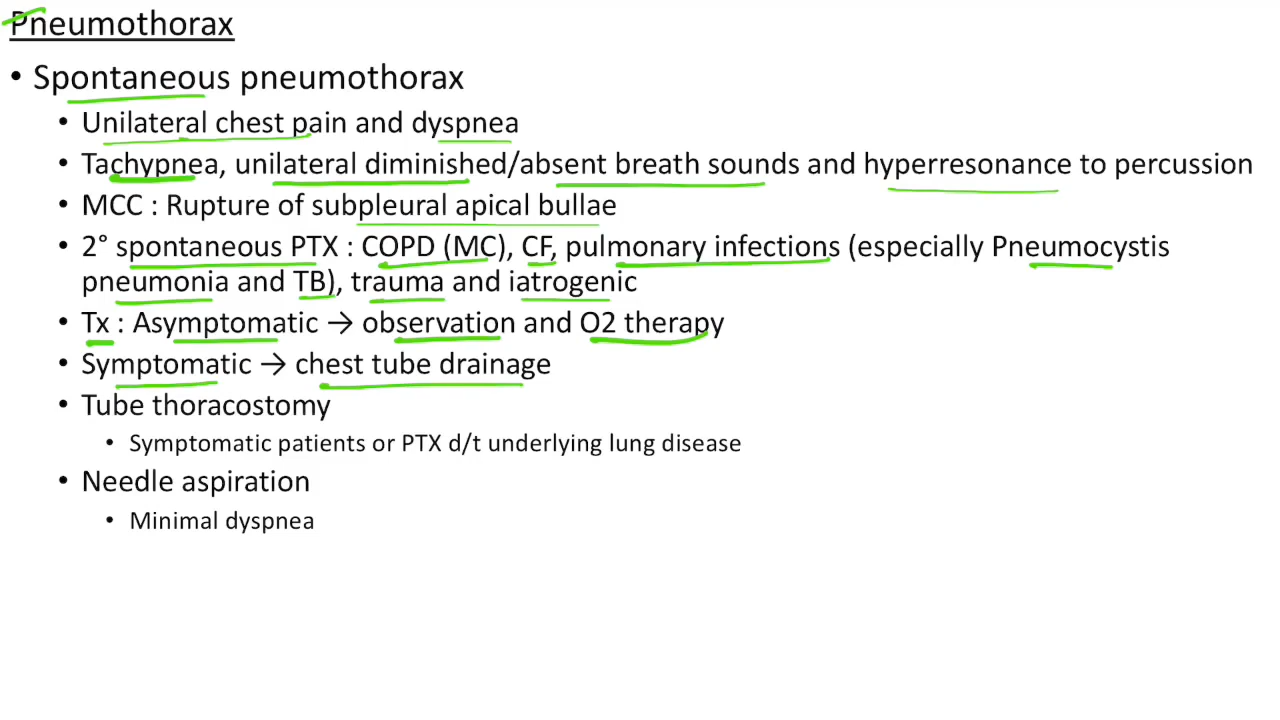 Pneumothorax
• Spontaneous pneumothorax
• Unilateral chest pain and dyspnea
• Tachypnea, unilateral diminished/absent breath sounds and hyperresonance to percussion
• MCC : Rupture of subpleural apical bullae
• 2° spontaneous PTX : COPD (MC), CF, pulmonary infections (especially Pneumocystis
pneumonia and TB), trauma and iatrogenic
• Tx : Asymptomatic → observation and O2 therapy
• Symptomatic → chest tube drainage
• Tube thoracostomy
• Symptomatic patients or PTX d/t underlying lung disease
• Needle aspiration
• Minimal dyspnea